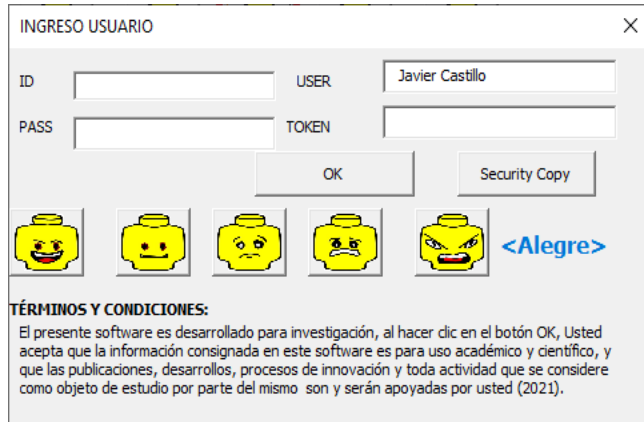 INGRESO USUARIO
ID USER Javier Castillo
PASS TOKEN
OK Security Copy
<Alegre>
TÉRMINOS Y CONDICIONES:
El presente software es desarrollado para investigación, al hacer clic en el botón OK, Usted
acepta que la información consignada en este software es para uso académico y científico, y
que las publicaciones, desarrollos, procesos de innovación y toda actividad que se considere
como objeto de estudio por parte del mismo son y serán apoyadas por usted (2021).